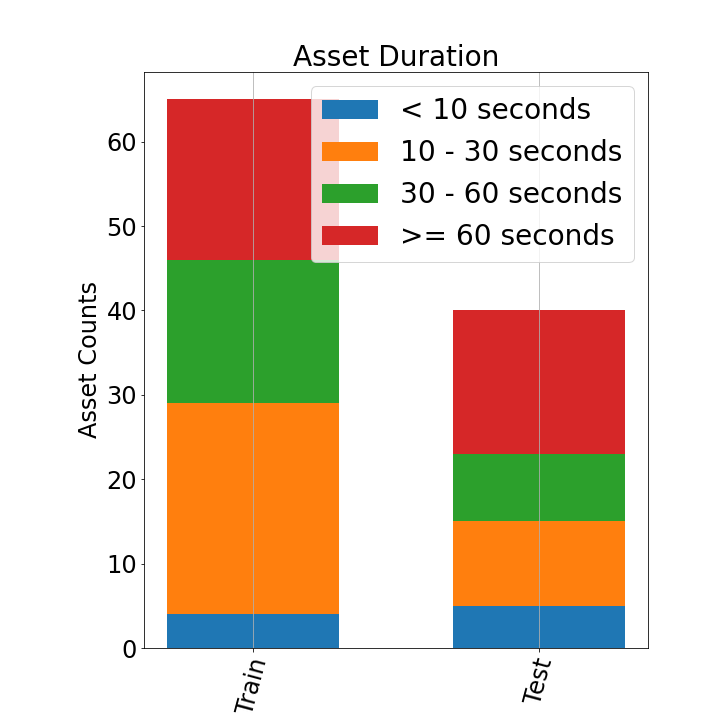 Asset Duration
< 10 seconds
10 - 30 seconds
30 - 60 seconds
>= 60 seconds
Asset Counts
60
50
40
30
20
10
0
Train
Test